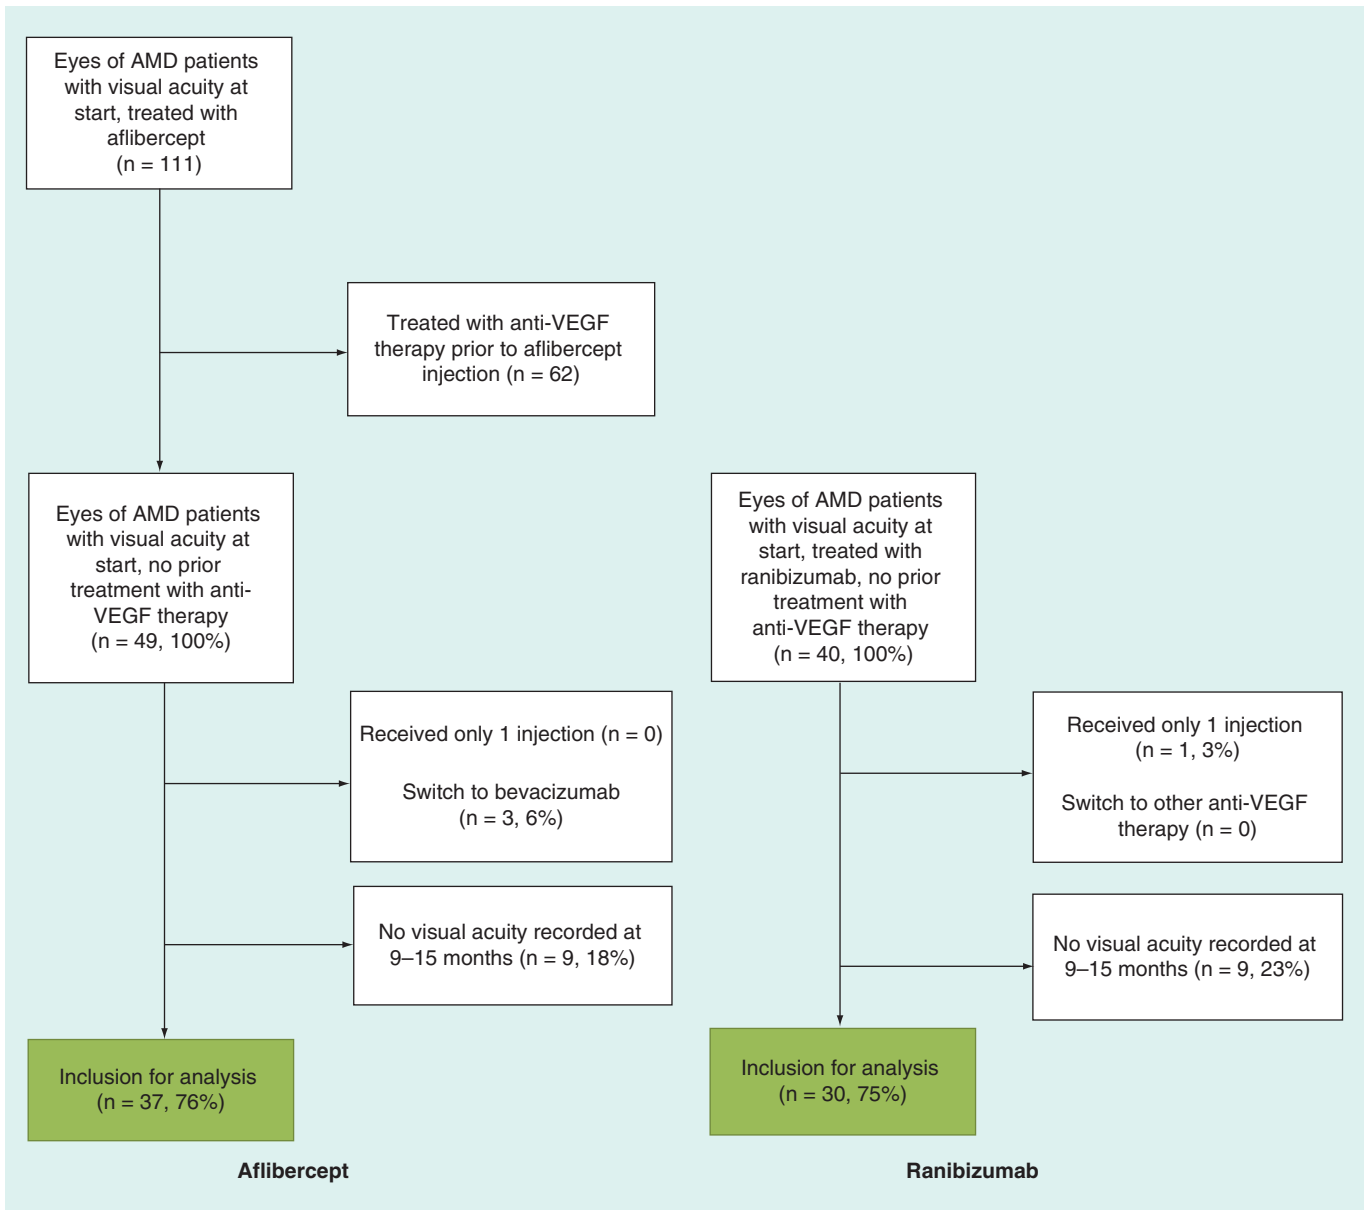 Eyes of AMD patients
with visual acuity at
start, treated with
aflibercept
(n = 111)
Treated with anti-VEGF
therapy prior to aflibercept
injection (n = 62)
Eyes of AMD patients
with visual acuity at
start, no prior
treatment with anti-
VEGF therapy
(n = 49, 100%)
Received only 1 injection (n = 0)
Switch to bevacizumab
(n = 3, 6%)
No visual acuity recorded at
9–15 months (n = 9, 18%)
Inclusion for analysis
(n = 37, 76%)
Aflibercept
Eyes of AMD patients
with visual acuity at
start, treated with
ranibizumab, no prior
treatment with
anti-VEGF therapy
(n = 40, 100%)
Received only 1 injection
(n = 1, 3%)
Switch to other anti-VEGF
therapy (n = 0)
No visual acuity recorded at
9–15 months (n = 9, 23%)
Inclusion for analysis
(n = 30, 75%)
Ranibizumab